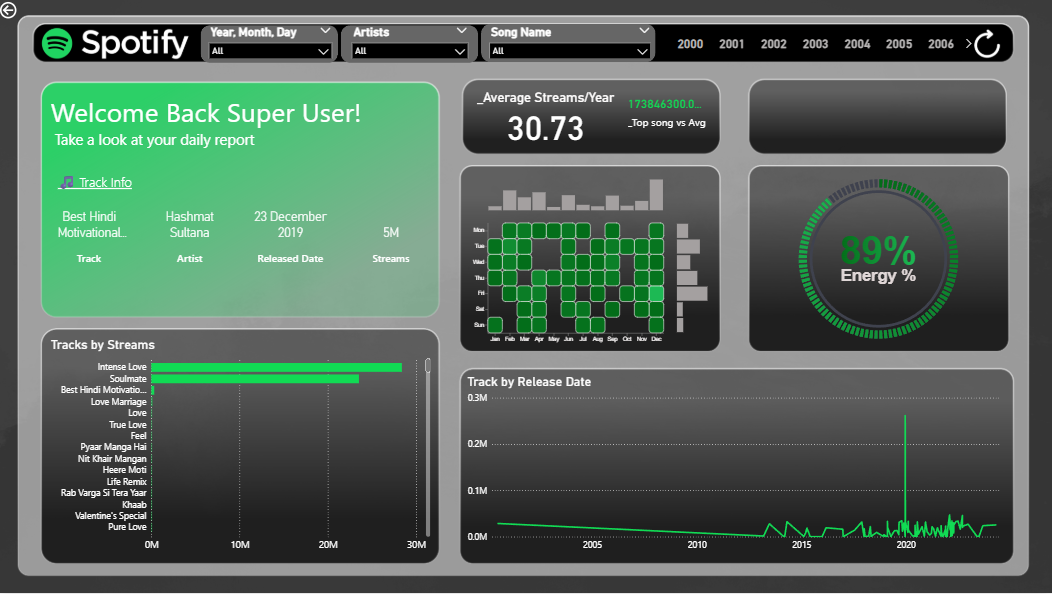 Spotify
Year, Month, Day
All
Artists
All
Song Name
All
2000 2001 2002 2003 2004 2005 2006
Welcome Back Super User!
Take a look at your daily report
Track Info
Best Hindi Motivational...
Track
Hashmat Sultana
Artist
23 December 2019
Released Date
5M
Streams
_Average Streams/Year
30.73
173846300.0...
_Top song vs Avg
Mon
Tue
Wed
Thu
Fri
Sat
Sun
Jan Feb Mar Apr May Jun Jul Aug Sep Oct Nov Dec
89%
Energy %
Tracks by Streams
Intense Love
Soulmate
Best Hindi Motivatio...
Love Marriage
Love
True Love
Feel
Pyaar Manga Hai
Nit Khair Mangan
Heere Moti
Life Remix
Rab Varga Si Tera Yaar
Khaab
Valentine's Special
Pure Love
0M 10M 20M 30M
Track by Release Date
0.3M
0.2M
0.1M
0.0M
2005 2010 2015 2020